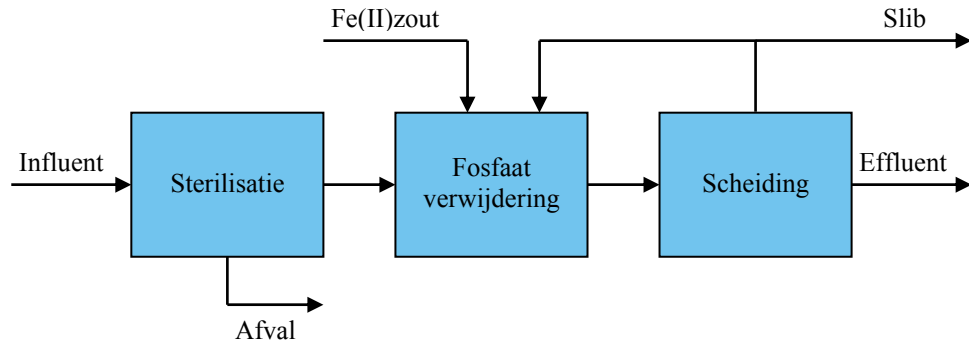 Fe(II)zout
Slib
Influent
Sterilisatie
Fosfaat
verwijdering
Scheiding
Effluent
Afval